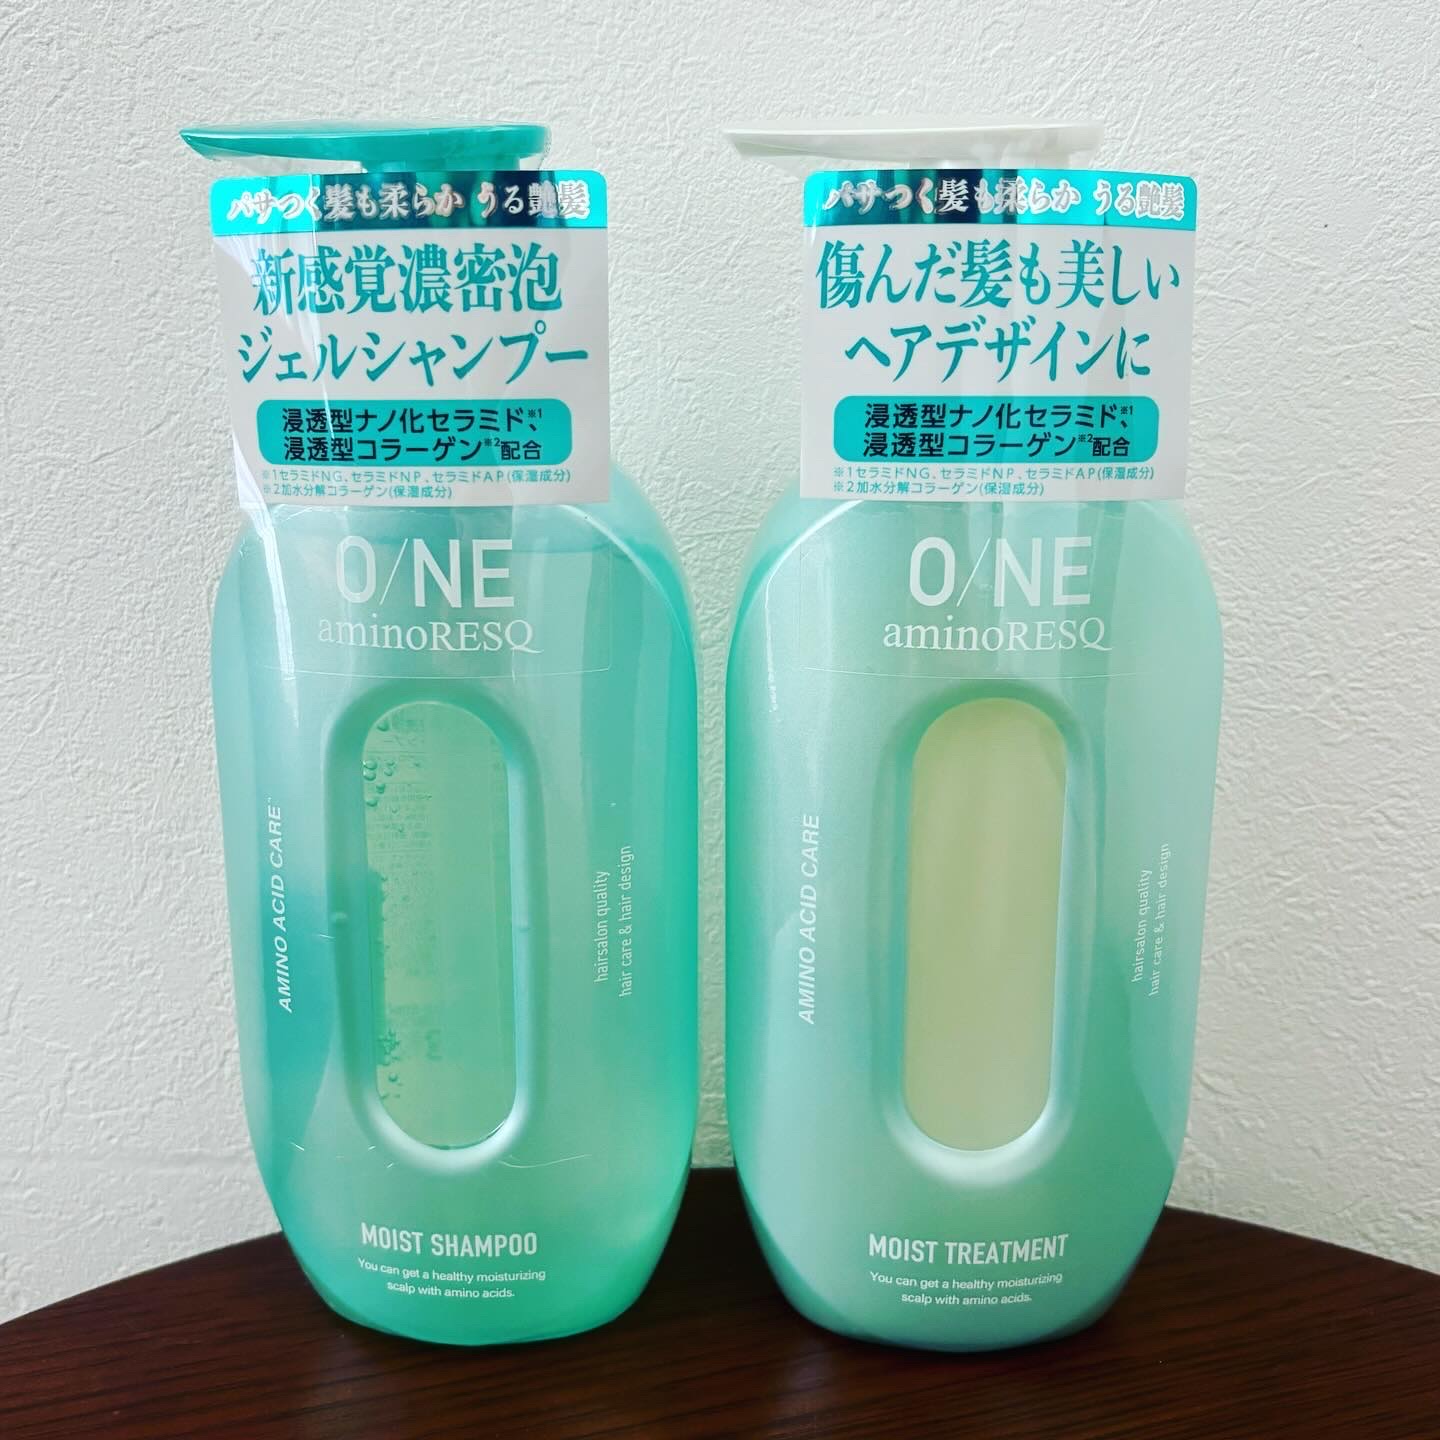 パサつく髪も柔らか うる艶髪
新感覚濃密泡
ジェルシャンプー
浸透型ナノ化セラミド※1、
浸透型コラーゲン※2配合
※1セラミドNG、セラミドNP、セラミドAP(保湿成分)
※2加水分解コラーゲン(保湿成分)
O/NE
aminoRESQ
AMINO ACID CARE
hairsalon quality
hair care & hair design
MOIST SHAMPOO
You can get a healthy moisturizing
scalp with amino acids.
パサつく髪も柔らか うる艶髪
傷んだ髪も美しい
ヘアデザインに
浸透型ナノ化セラミド※1、
浸透型コラーゲン※2配合
※1セラミドNG、セラミドNP、セラミドAP(保湿成分)
※2加水分解コラーゲン(保湿成分)
O/NE
aminoRESQ
AMINO ACID CARE
hairsalon quality
hair care & hair design
MOIST TREATMENT
You can get a healthy moisturizing
scalp with amino acids.